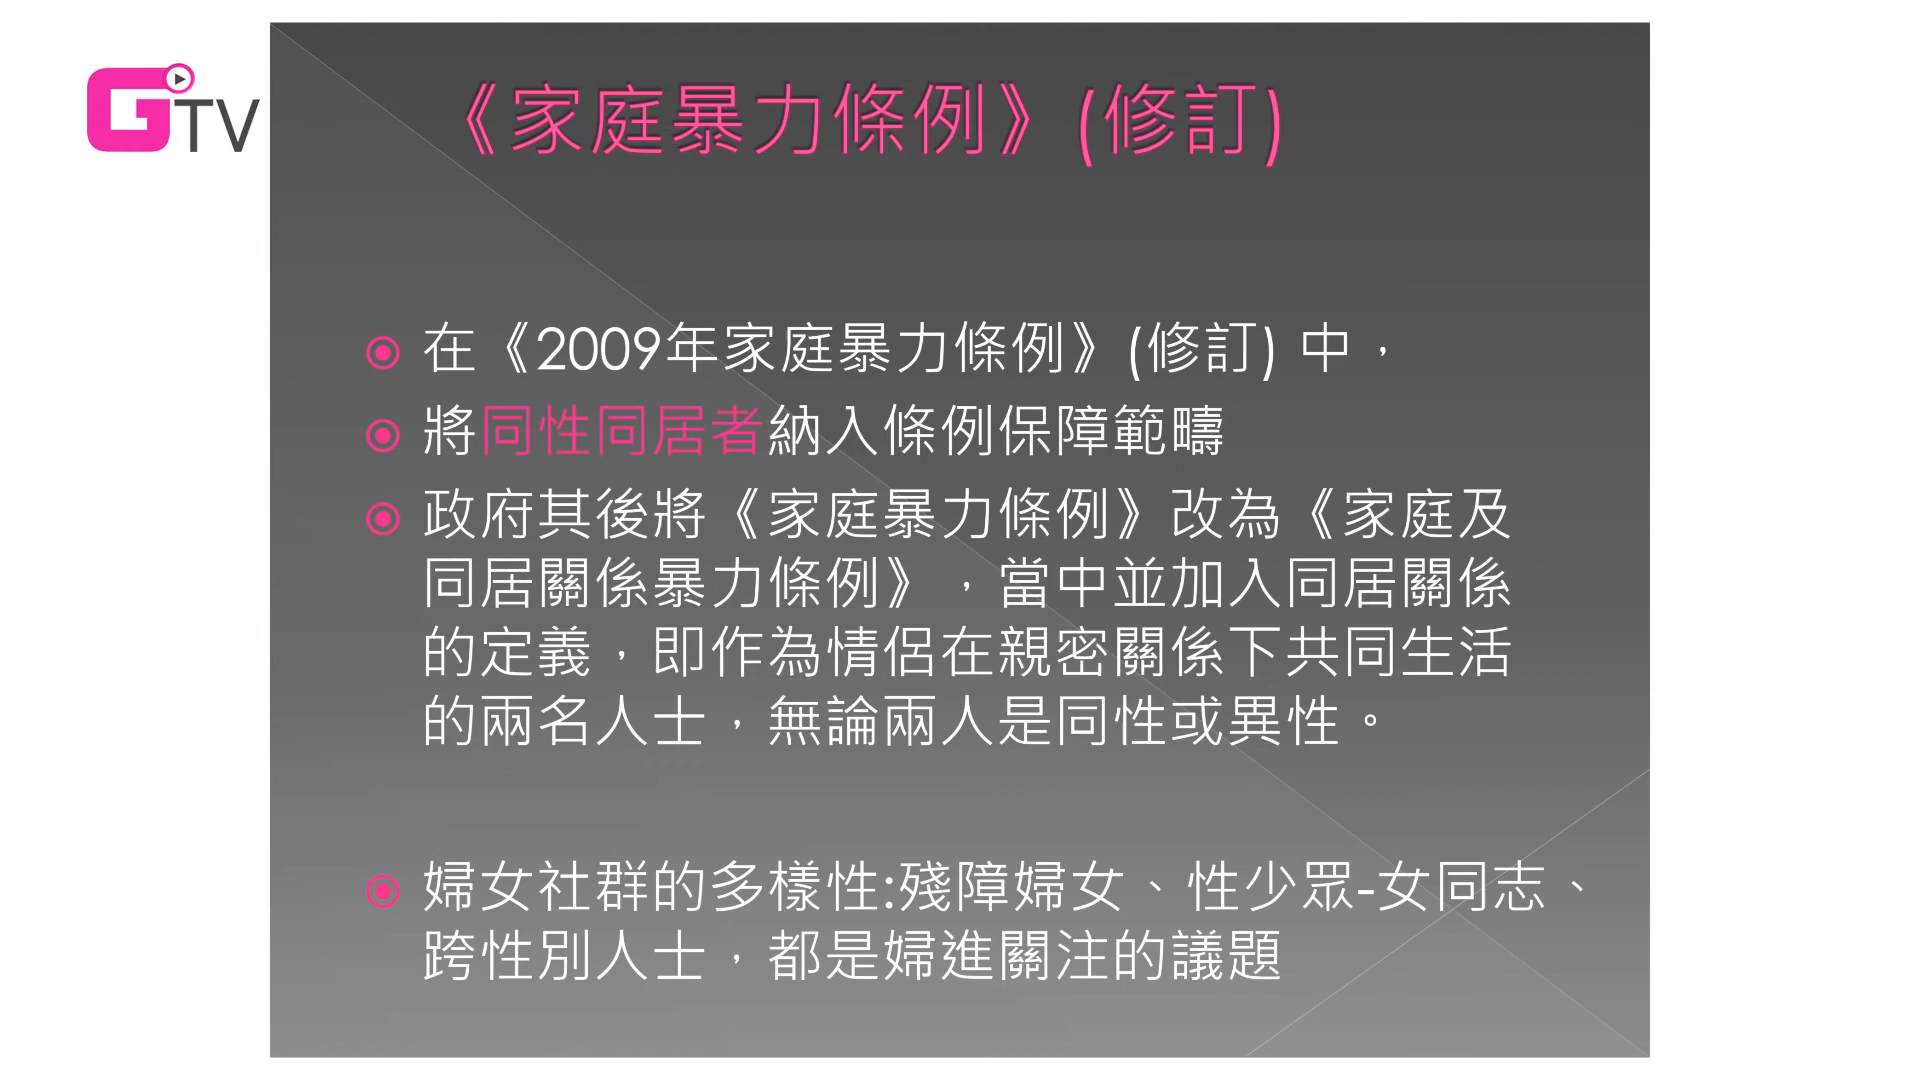 GTV
《家庭暴力條例》(修訂)
在《2009年家庭暴力條例》(修訂) 中，
將同性同居者納入條例保障範疇
政府其後將《家庭暴力條例》改為《家庭及
同居關係暴力條例》，當中並加入同居關係
的定義，即作為情侶在親密關係下共同生活
的兩名人士，無論兩人是同性或異性。
婦女社群的多樣性:殘障婦女、性少眾-女同志、
跨性別人士，都是婦進關注的議題